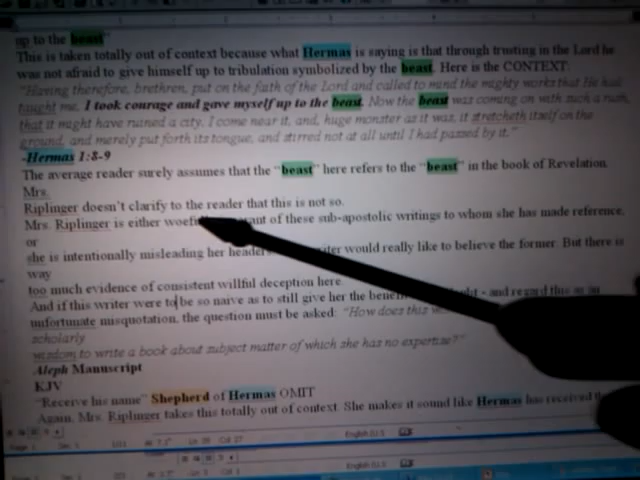 up to the beast"
This is taken totally out of context because what Hermas is saying is that through trusting in the Lord he
was not afraid to give himself up to tribulation symbolized by the beast. Here is the CONTEXT:
"Having therefore, brethren, put on the faith of the Lord and called to mind the mighty works that He had
taught me, I took courage and gave myself up to the beast. Now the beast was coming on with such a rush,
that it might have ruined a city. I come near it, and, huge monster as it was, it stretcheth itself on the
ground, and merely put forth its tongue, and stirred not at all until I had passed by it."
-Hermas 1:8-9
The average reader surely assumes that the "beast" here refers to the "beast" in the book of Revelation.
Mrs.
Riplinger doesn't clarify to the reader that this is not so.
Mrs. Riplinger is either of these sub-apostolic writings to whom she has made reference,
or
she is intentionally misleading her would really like to believe the former. But there is
way
too much evidence of consistent willful deception here.
And if this writer were to be so naive as to still give her the - and regard this as an
unfortunate misquotation, the question must be asked: "How does this
scholarly
wisdom to write a book about subject matter of which she has no expertise?"
Aleph Manuscript
KJV
"Receive his name" Shepherd of Hermas OMIT
Again, Mrs. Riplinger takes this totally out of context. She makes it sound like Hermas has received
English (U.S.
English (U.S.